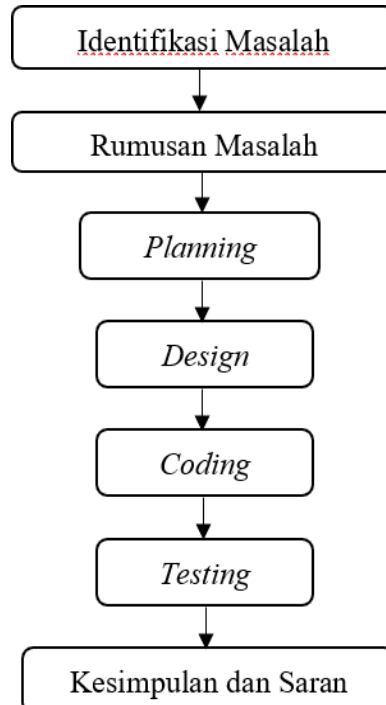 Identifikasi Masalah
Rumusan Masalah
Planning
Design
Coding
Testing
Kesimpulan dan Saran